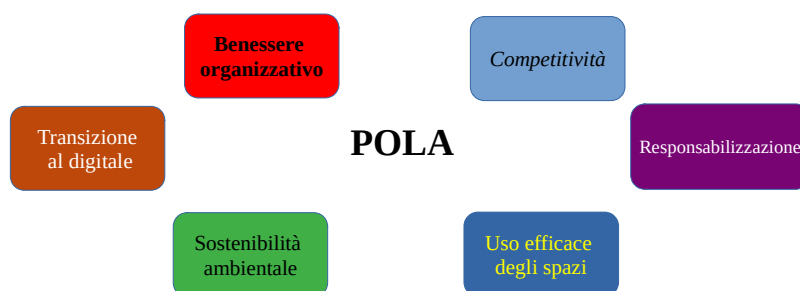 Benessere
organizzativo
Competitività
Transizione
al digitale
POLA
Responsabilizzazione
Sostenibilità
ambientale
Uso efficace
degli spazi